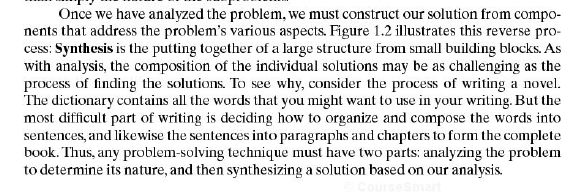 Once we have analyzed the problem, we must construct our solution from compo-
nents that address the problem's various aspects. Figure 1.2 illustrates this reverse pro-
cess: Synthesis is the putting together of a large structure from small building blocks. As
with analysis, the composition of the individual solutions may be as challenging as the
process of finding the solutions. To see why, consider the process of writing a novel.
The dictionary contains all the words that you might want to use in your writing. But the
most difficult part of writing is deciding how to organize and compose the words into
sentences, and likewise the sentences into paragraphs and chapters to form the complete
book. Thus, any problem-solving technique must have two parts: analyzing the problem
to determine its nature, and then synthesizing a solution based on our analysis.
© CourseSmart